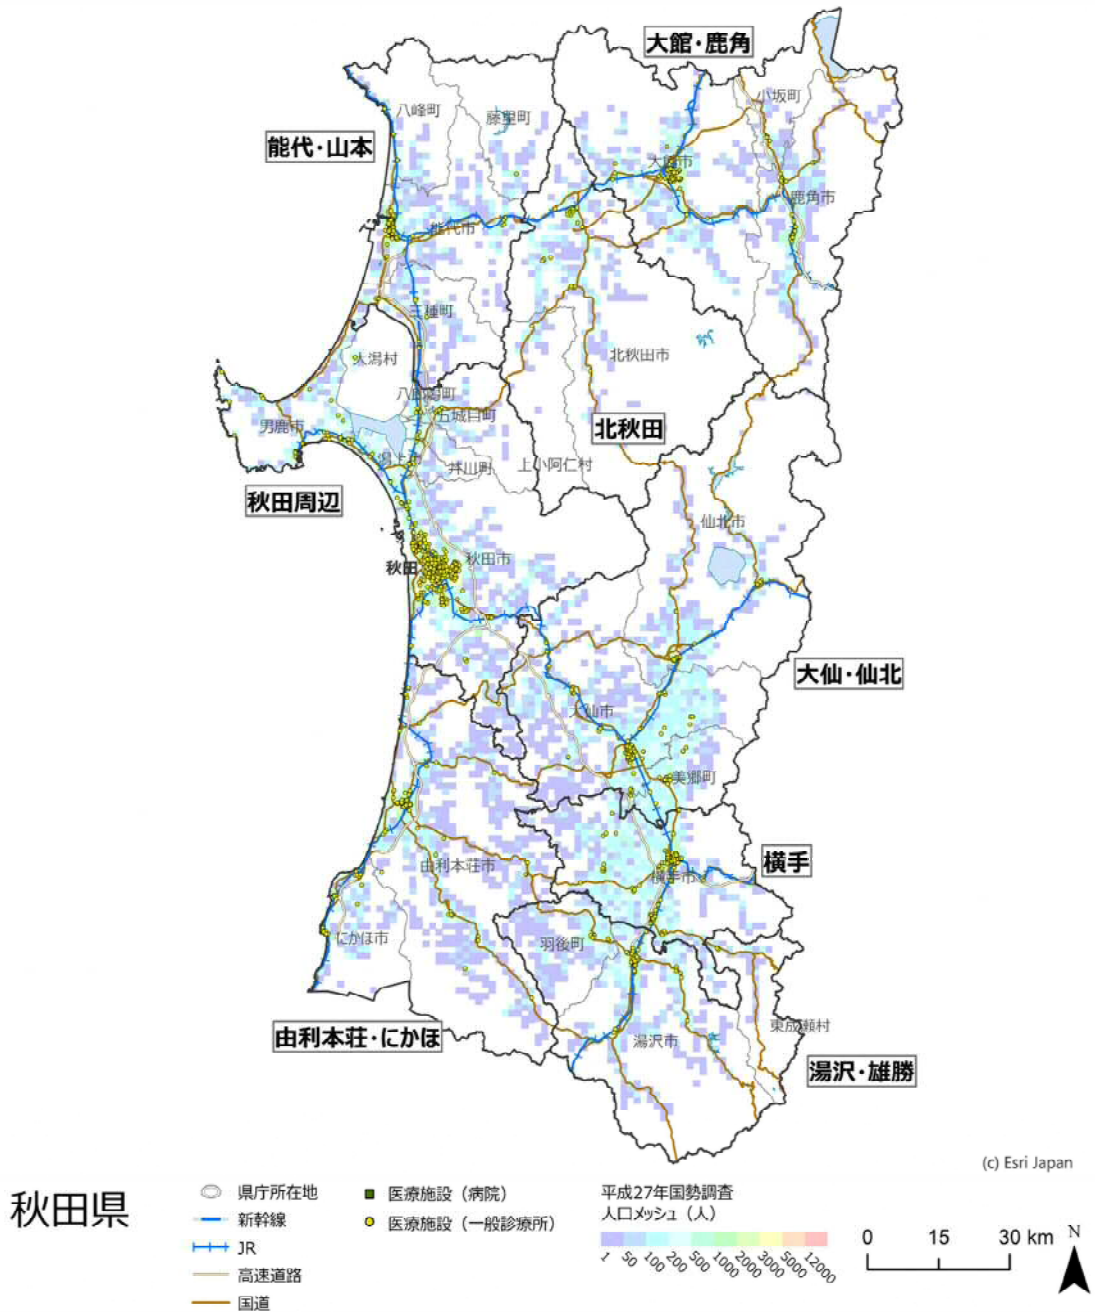 大館・鹿角
小坂町
八峰町
藤里町
能代・山本
大館市
鹿角市
能代市
三種町
北秋田市
大潟村
八郎潟町
五城目町
男鹿市
北秋田
潟上市
井川町
上小阿仁村
秋田周辺
仙北市
秋田市
秋田
大仙・仙北
大仙市
美郷町
横手
横手市
由利本荘市
にかほ市
羽後町
東成瀬村
由利本荘・にかほ
湯沢市
湯沢・雄勝
(c) Esri Japan
秋田県
県庁所在地
新幹線
JR
高速道路
国道
医療施設（病院）
医療施設（一般診療所）
平成27年国勢調査
人口メッシュ（人）
1 50 100 200 500 1000 2000 3000 5000 12000
0 15 30 km
N